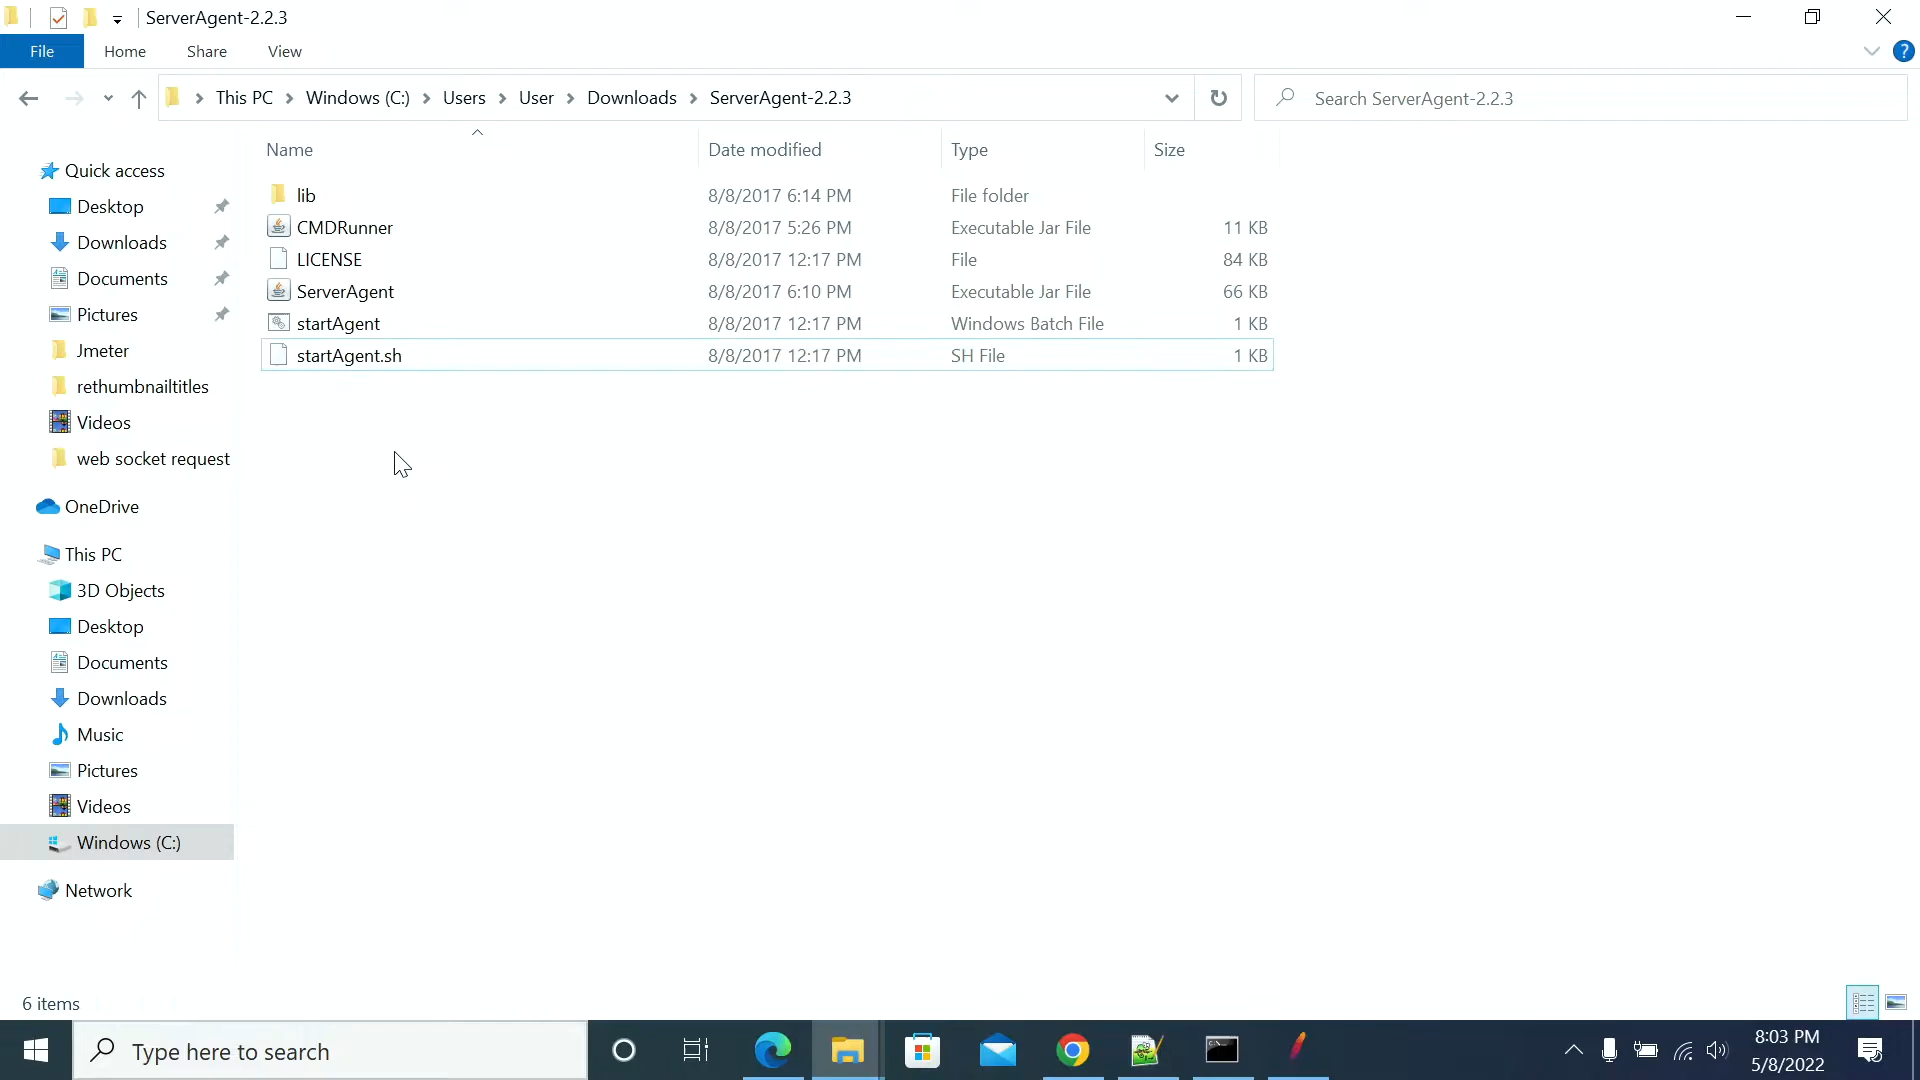 ServerAgent-2.2.3
File Home Share View ?
This PC Windows (C:) Users User Downloads ServerAgent-2.2.3 Search ServerAgent-2.2.3
Name Date modified Type Size
lib 8/8/2017 6:14 PM File folder
CMDRunner 8/8/2017 5:26 PM Executable Jar File 11 KB
LICENSE 8/8/2017 12:17 PM File 84 KB
ServerAgent 8/8/2017 6:10 PM Executable Jar File 66 KB
startAgent 8/8/2017 12:17 PM Windows Batch File 1 KB
startAgent.sh 8/8/2017 12:17 PM SH File 1 KB
Quick access
Desktop
Downloads
Documents
Pictures
Jmeter
rethumbnailtitles
Videos
web socket request
OneDrive
This PC
3D Objects
Desktop
Documents
Downloads
Music
Pictures
Videos
Windows (C:)
Network
6 items
Type here to search
8:03 PM
5/8/2022